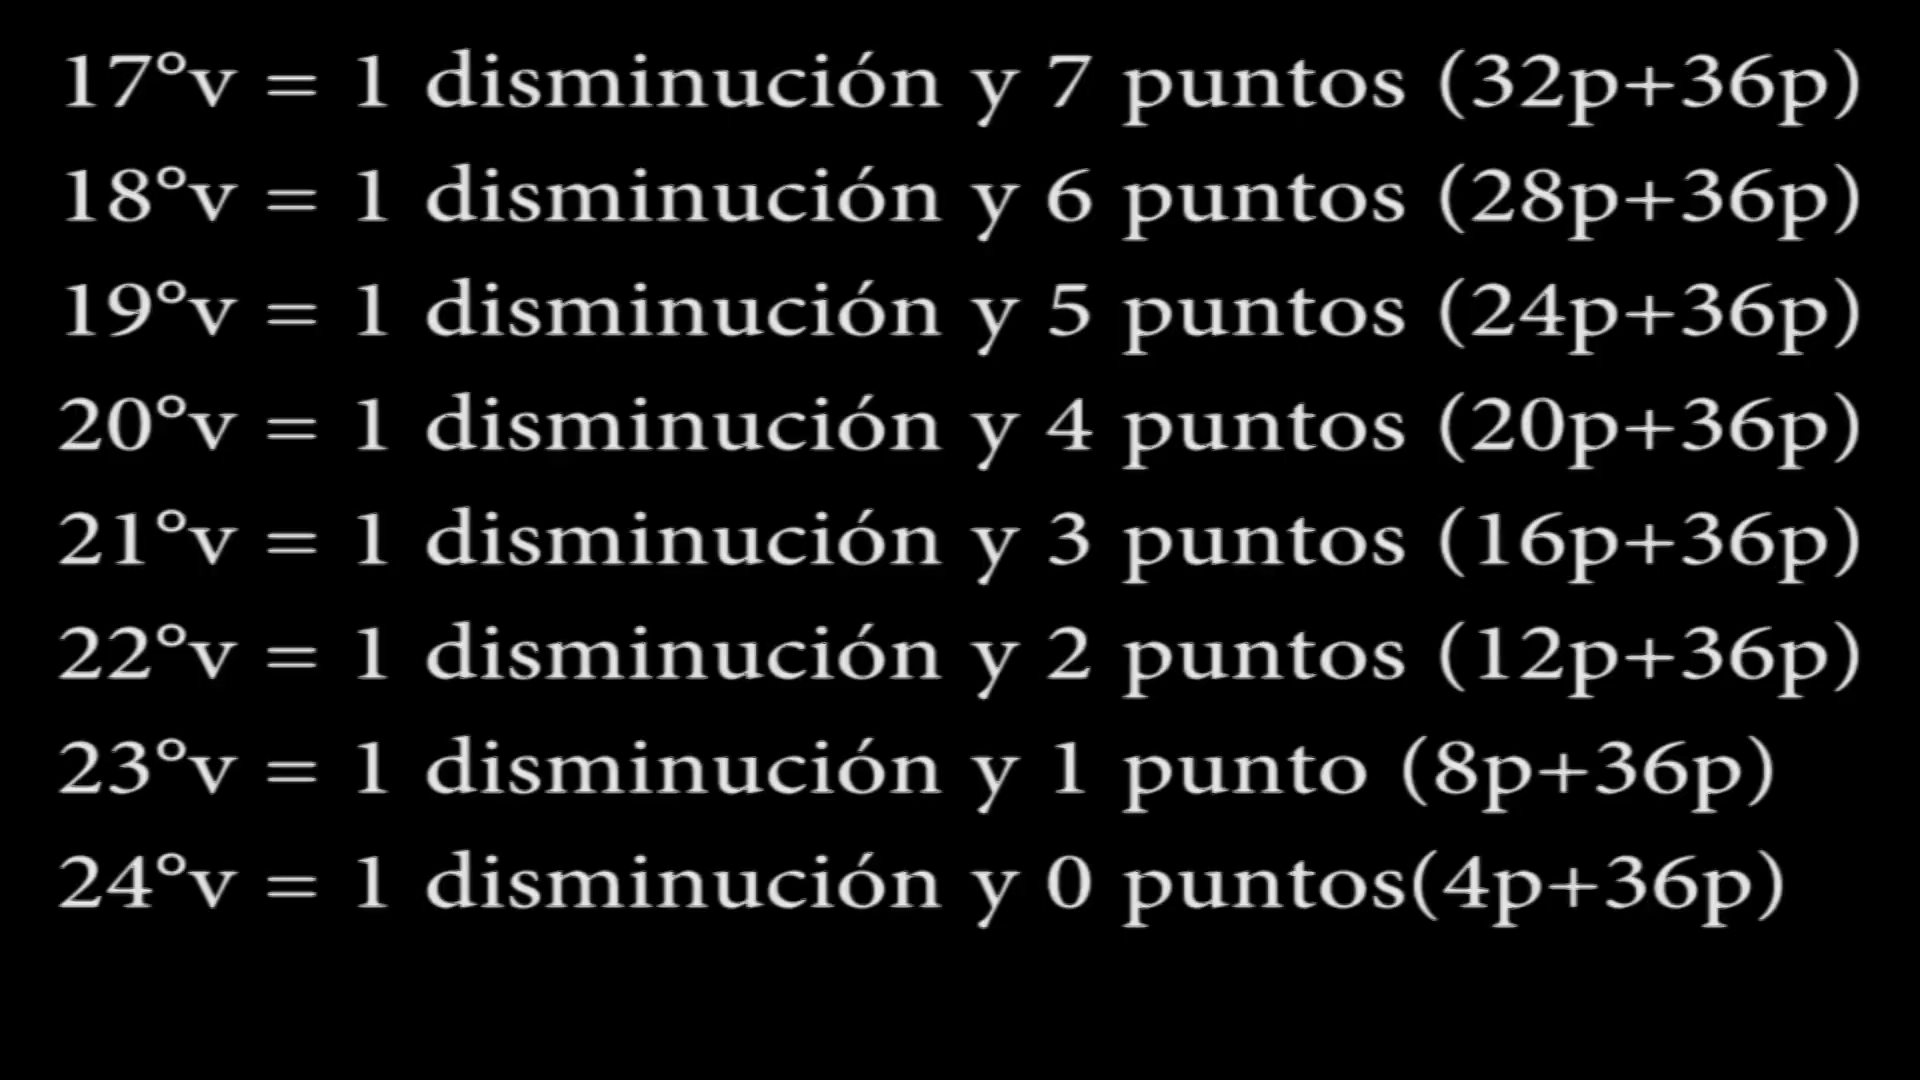 17°v = 1 disminución y 7 puntos (32p+36p)
18°v = 1 disminución y 6 puntos (28p+36p)
19°v = 1 disminución y 5 puntos (24p+36p)
20°v = 1 disminución y 4 puntos (20p+36p)
21°v = 1 disminución y 3 puntos (16p+36p)
22°v = 1 disminución y 2 puntos (12p+36p)
23°v = 1 disminución y 1 punto (8p+36p)
24°v = 1 disminución y 0 puntos(4p+36p)